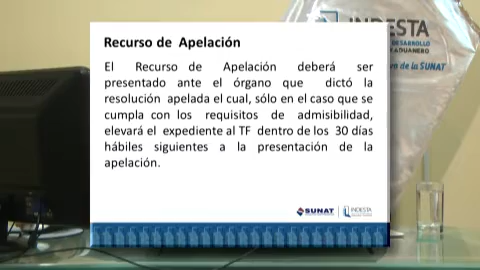 INDESTA
DESARROLLO
ADUANERO
de la SUNAT
Recurso de Apelación
El Recurso de Apelación deberá ser
presentado ante el órgano que dictó la
resolución apelada el cual, sólo en el caso que se
cumpla con los requisitos de admisibilidad,
elevará el expediente al TF dentro de los 30 días
hábiles siguientes a la presentación de la
apelación.
SUNAT
INDESTA